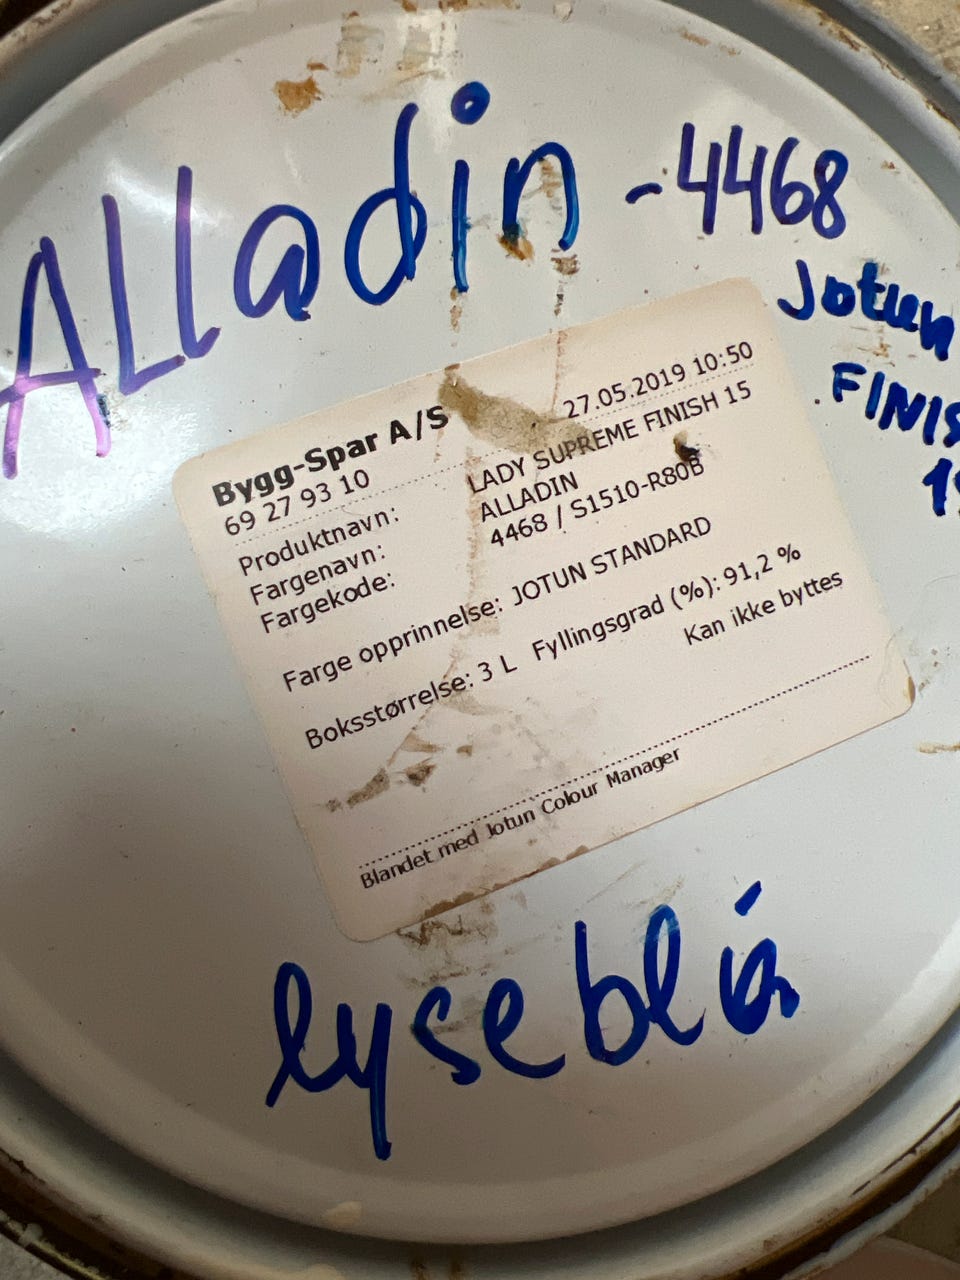 Alladin -4468
Jotun
FINIS
Bygg-Spar A/S
69 27 93 10 27.05.2019 10:50
Produktnavn: LADY SUPREME FINISH 15
Fargenavn: ALLADIN
Fargekode: 4468 / S1510-R80B
Farge opprinnelse: JOTUN STANDARD
Boksstørrelse: 3 L Fyllingsgrad (%): 91,2 %
Kan ikke byttes
Blandet med Jotun Colour Manager
lyseblå